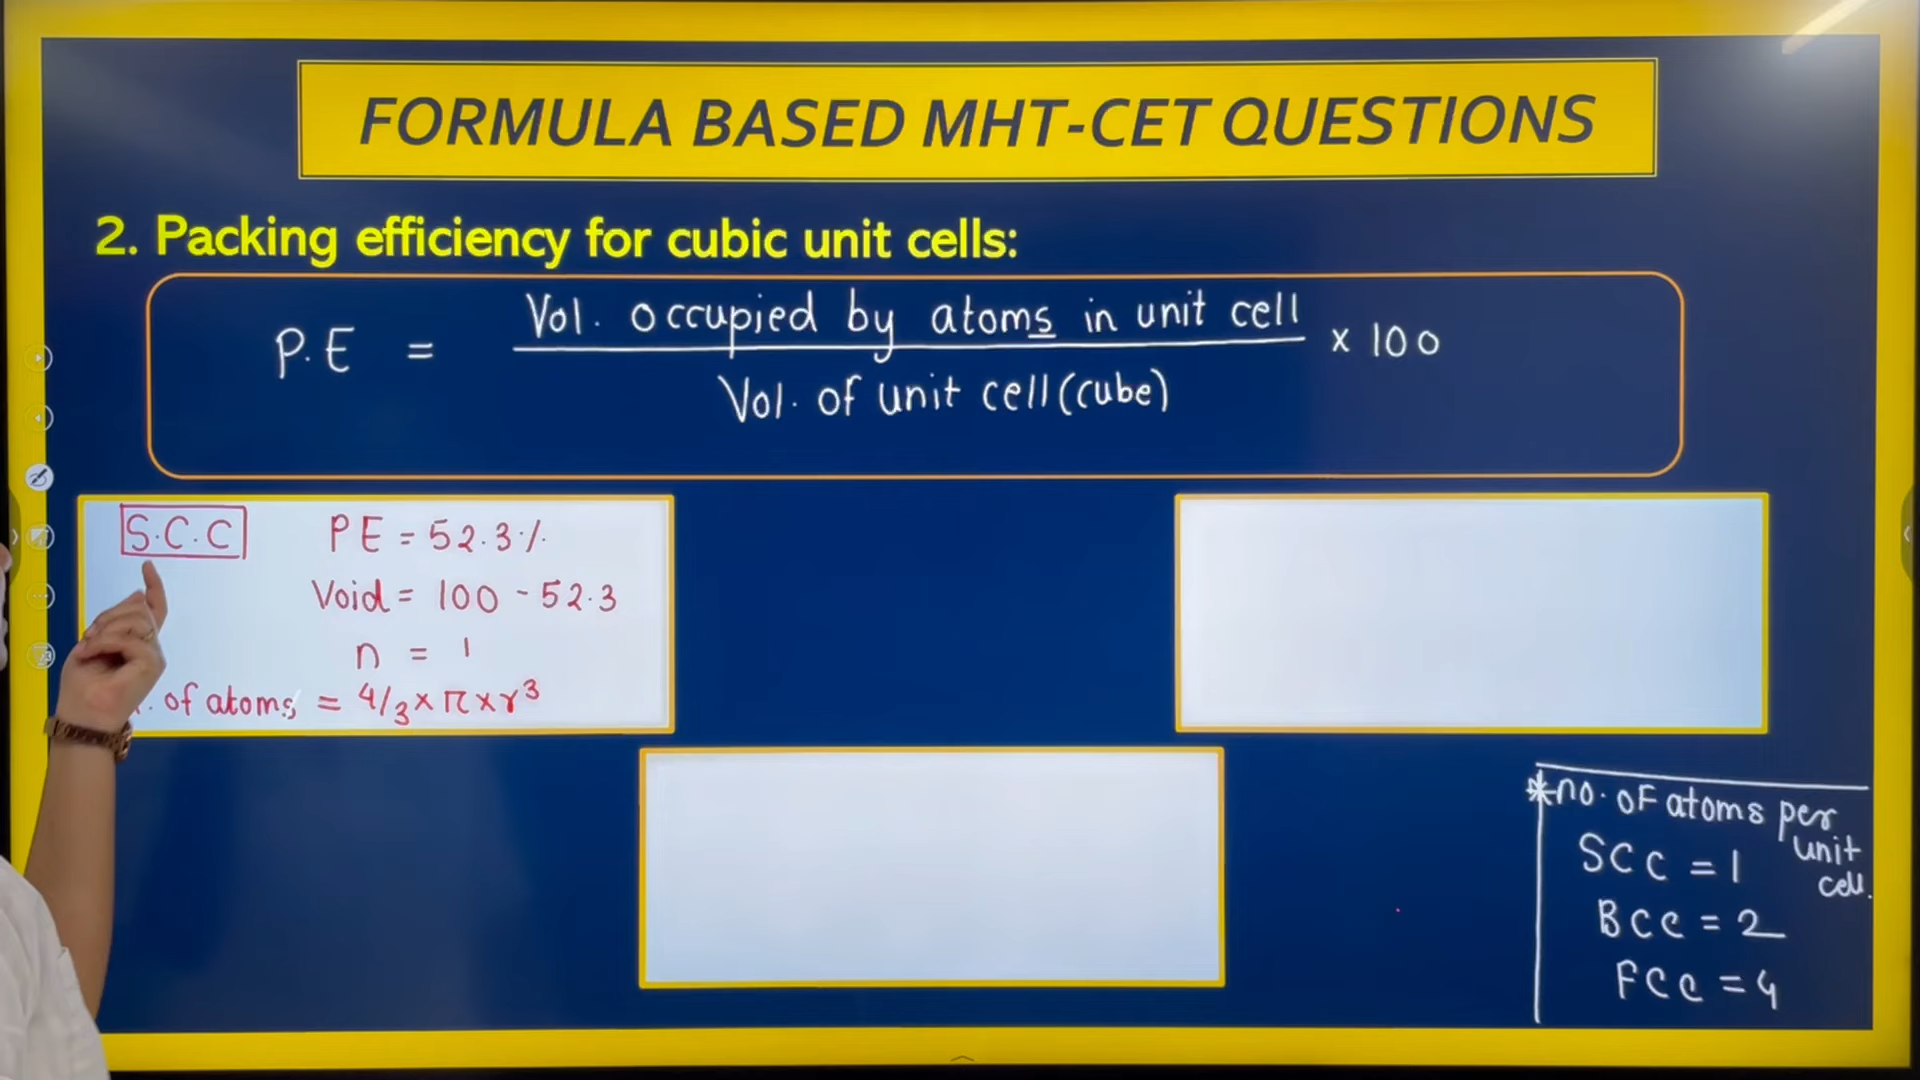 FORMULA BASED MHT-CET QUESTIONS
2. Packing efficiency for cubic unit cells:
P.E = Vol. occupied by atoms in unit cell × 100
Vol. of unit cell (cube)
S.C.C PE = 52.3%
Void = 100 - 52.3
n = 1
of atoms = 4/3 × π × r³
*no. of atoms per unit cell.
SCC = 1
BCC = 2
FCC = 4